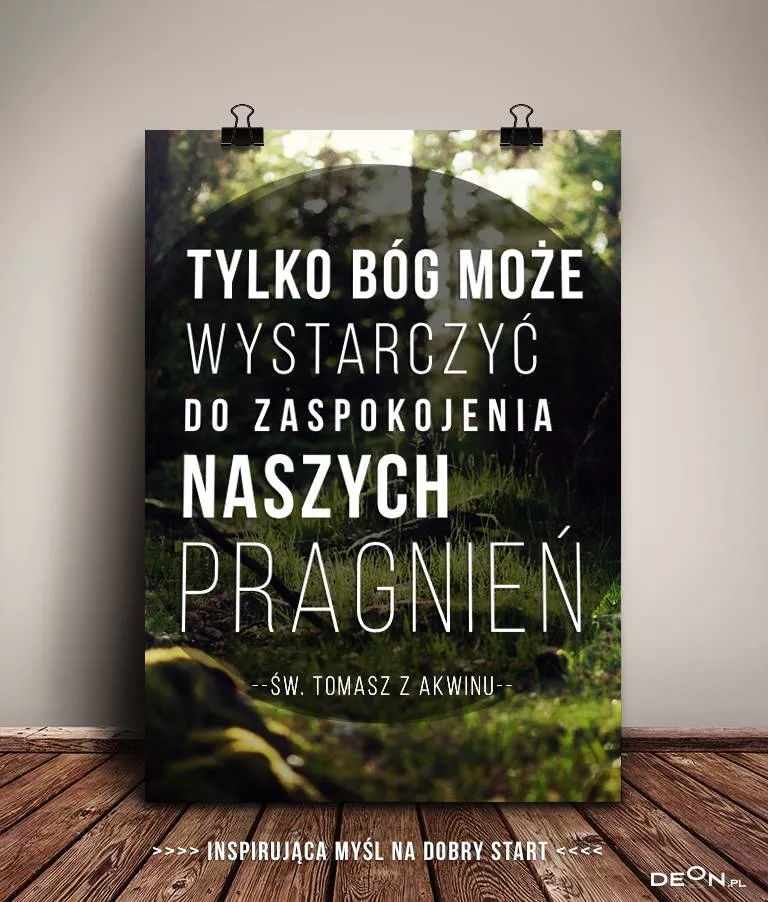 TYLKO BÓG MOŻE
WYSTARCZYĆ
DO ZASPOKOJENIA
NASZYCH
PRAGNIEŃ
--ŚW. TOMASZ Z AKWINU--
>>>> INSPIRUJĄCA MYŚL NA DOBRY START <<<<
DEON.PL